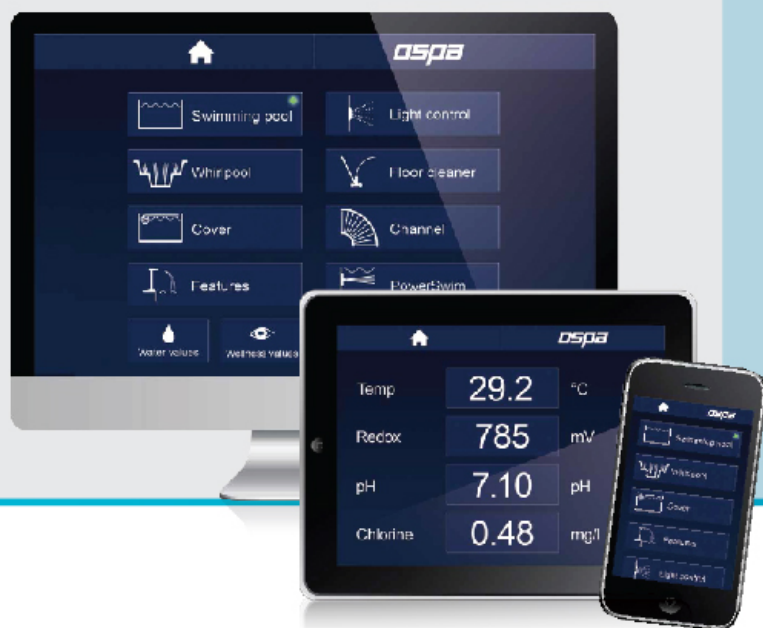 ospa
Swimming pool
Light control
Whirlpool
Floor cleaner
Cover
Channel
Features
PowerSwim
Water values
Wellness values
ospa
Temp 29.2 °C
Redox 785 mV
pH 7.10 pH
Chlorine 0.48 mg/l
ospa
Swimming pool
Whirlpool
Cover
Features
Light control